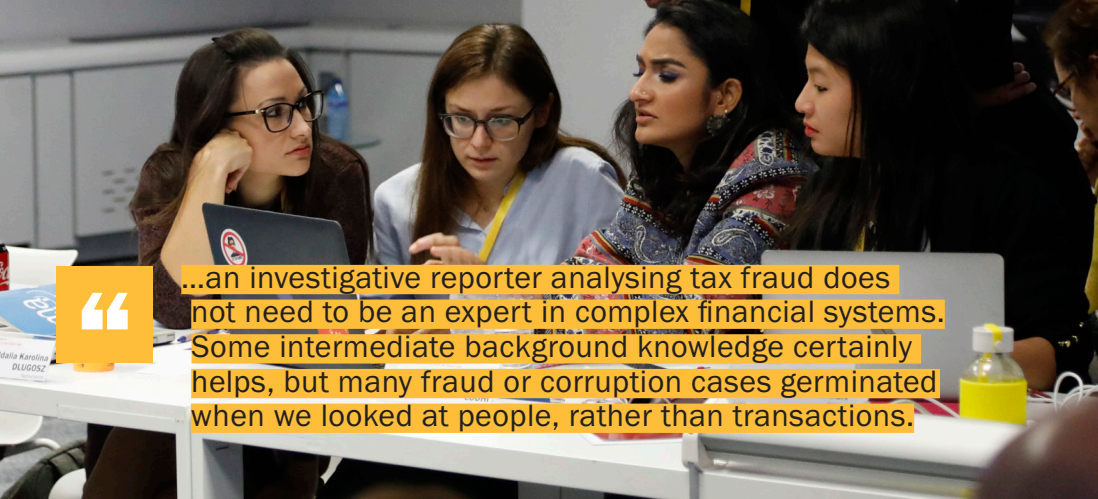 ...an investigative reporter analysing tax fraud does
not need to be an expert in complex financial systems.
Some intermediate background knowledge certainly
helps, but many fraud or corruption cases germinated
when we looked at people, rather than transactions.
Karolina
DLUGOSZ